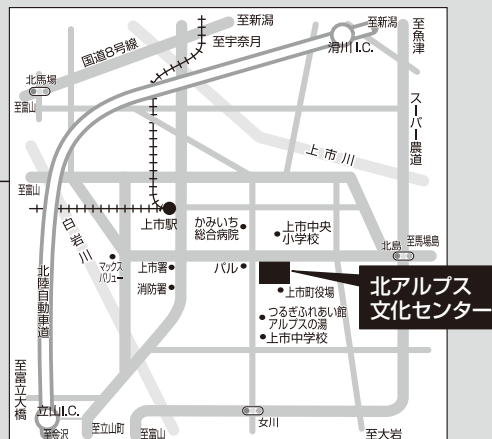 至新潟
至新潟
至宇奈月
国道8号線
滑川I.C.
至魚津
北馬場
至富山
スーパー農道
上市川
至富山
白岩川
上市駅
かみいち
総合病院
上市中央
小学校
北島
至馬場島
マックス
バリュー
上市署
消防署
パル
上市町役場
北アルプス
文化センター
つるぎふれあい館
アルプスの湯
上市中学校
北陸自動車道
至富立大橋
立山I.C.
至金沢
至立山町
至富山
女川
至大岩